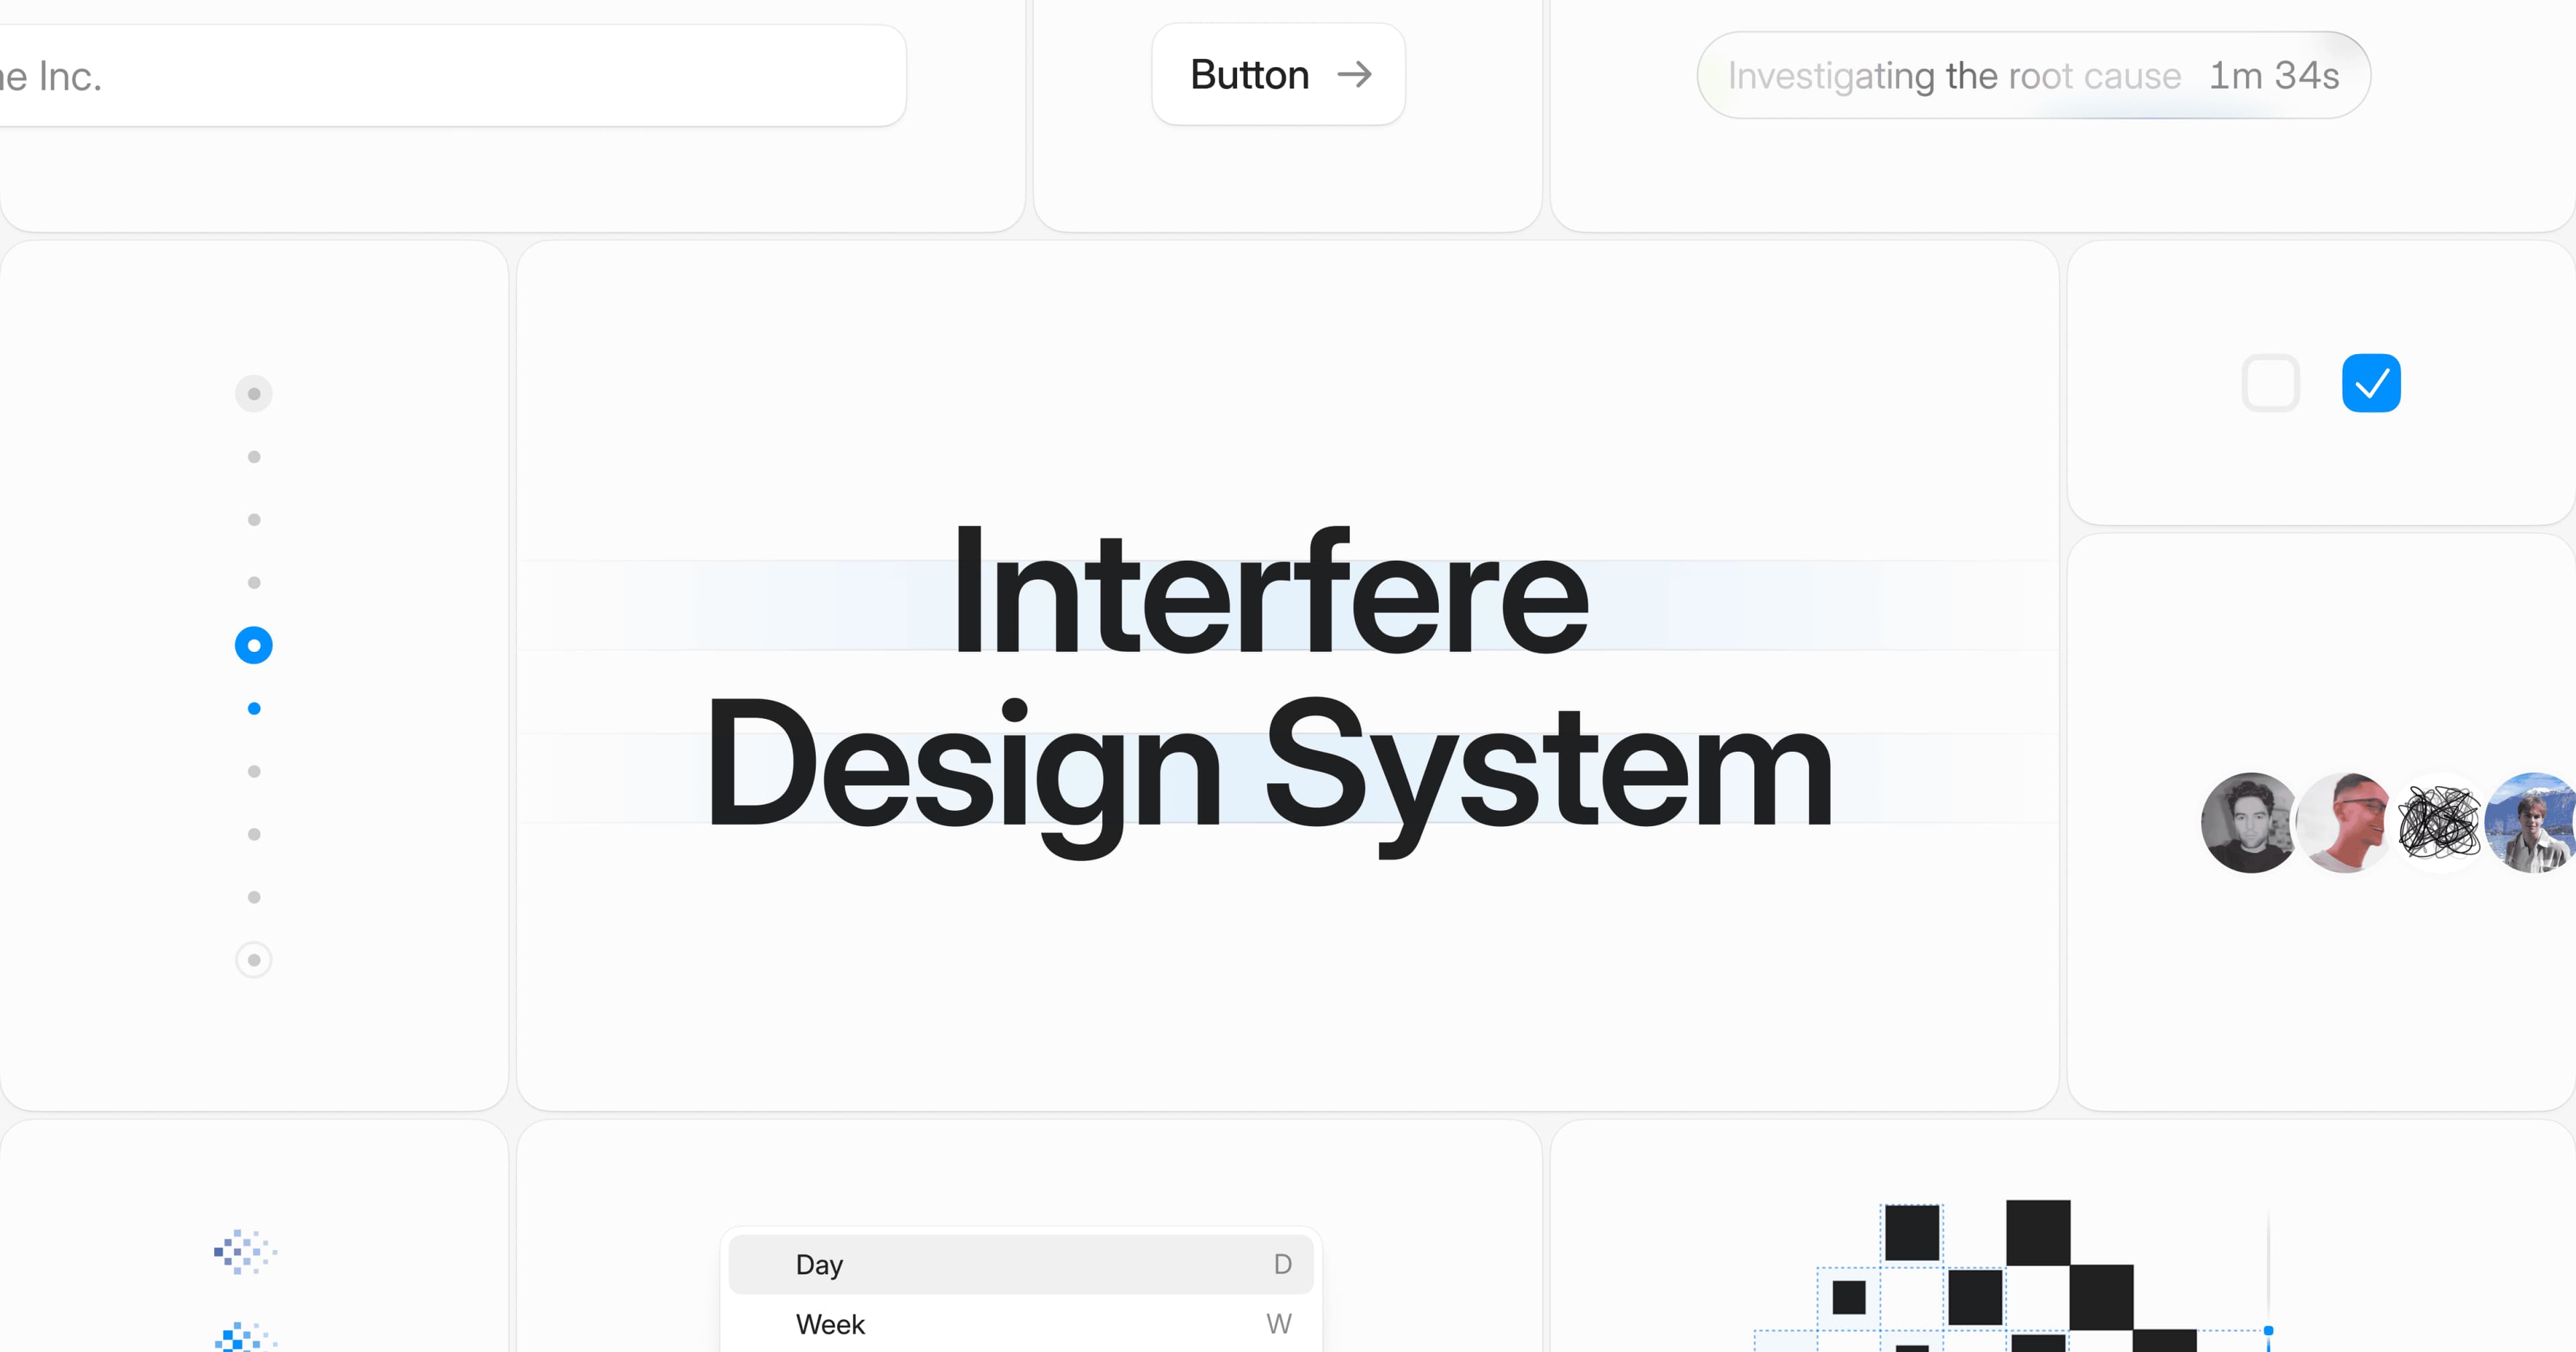 Inc.
Button
Investigating the root cause 1m 34s
Interfere
Design System
Day D
Week W